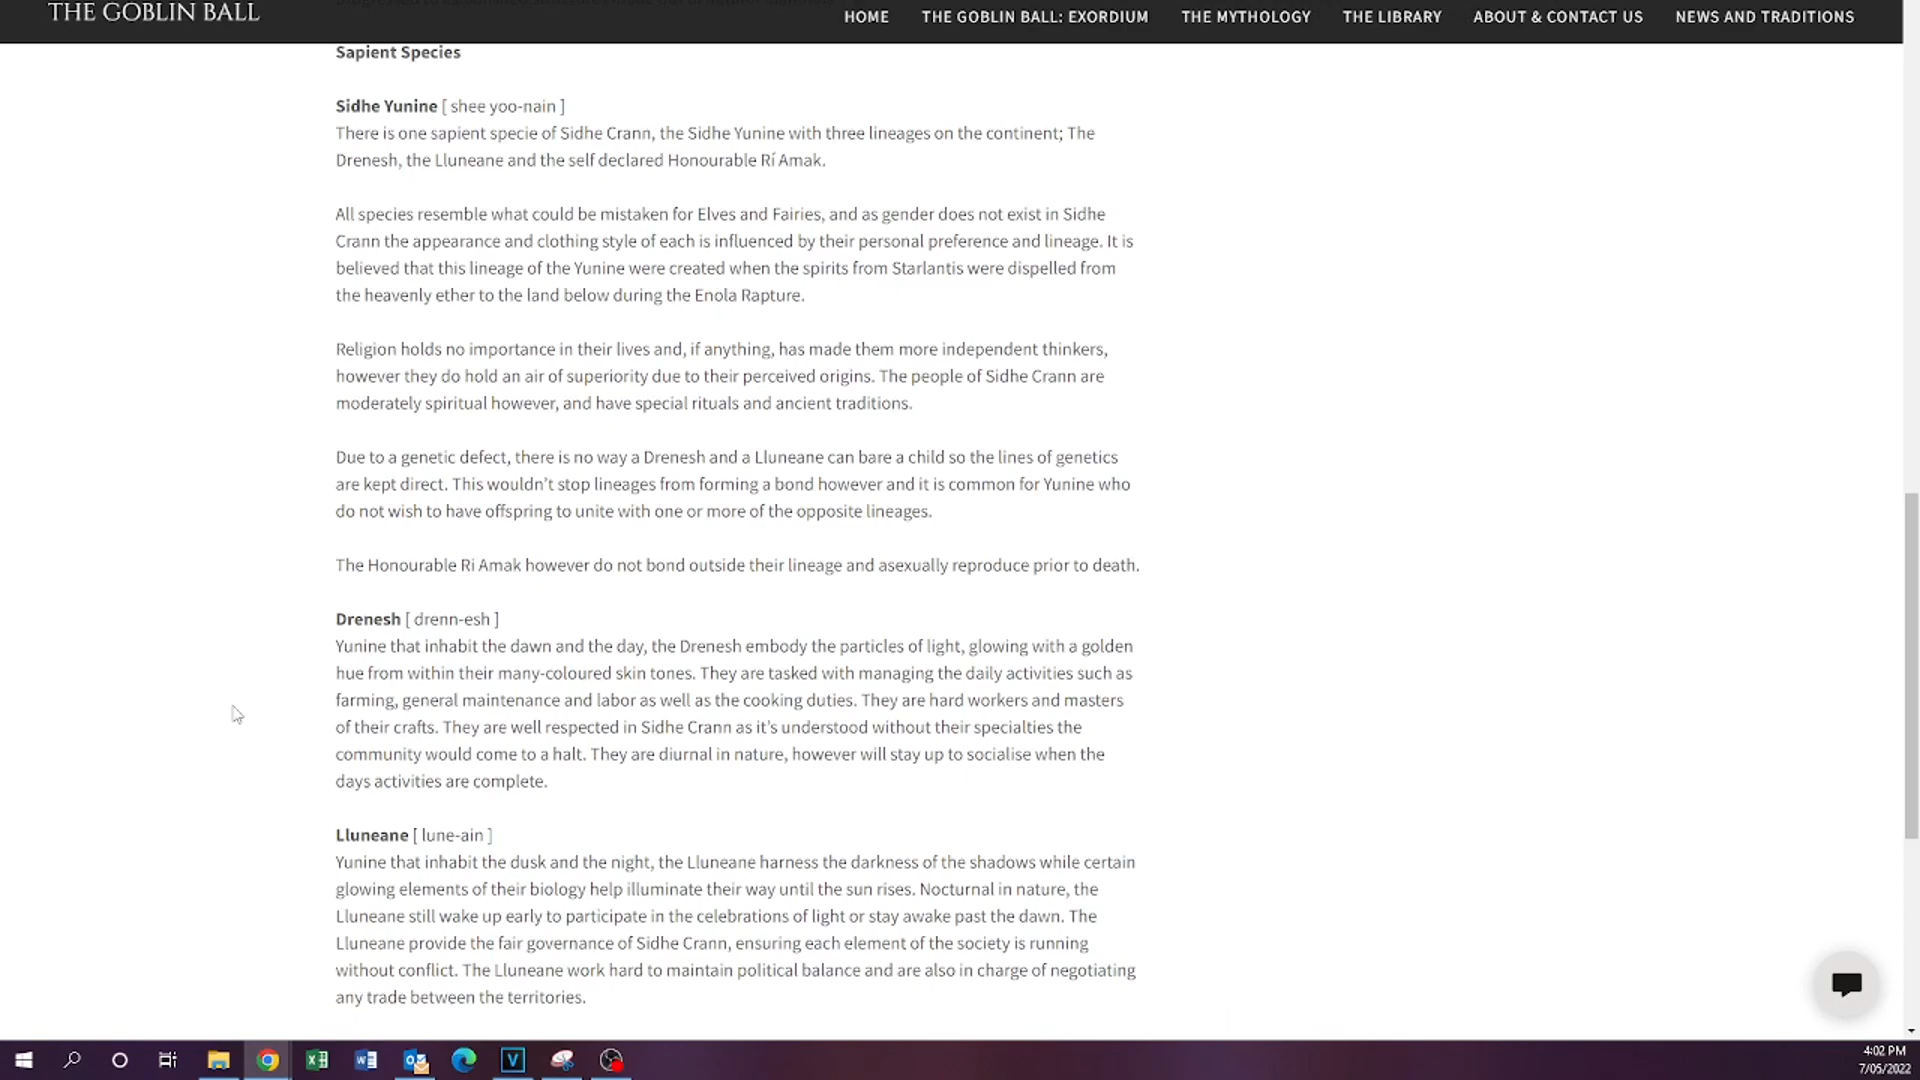 THE GOBLIN BALL
HOME THE GOBLIN BALL: EXORDIUM THE MYTHOLOGY THE LIBRARY ABOUT & CONTACT US NEWS AND TRADITIONS
Sapient Species
Sidhe Yunine [ shee yoo-nain ]
There is one sapient specie of Sidhe Crann, the Sidhe Yunine with three lineages on the continent; The
Drenesh, the Lluneane and the self declared Honourable Rí Amak.
All species resemble what could be mistaken for Elves and Fairies, and as gender does not exist in Sidhe
Crann the appearance and clothing style of each is influenced by their personal preference and lineage. It is
believed that this lineage of the Yunine were created when the spirits from Starlantis were dispelled from
the heavenly ether to the land below during the Enola Rapture.
Religion holds no importance in their lives and, if anything, has made them more independent thinkers,
however they do hold an air of superiority due to their perceived origins. The people of Sidhe Crann are
moderately spiritual however, and have special rituals and ancient traditions.
Due to a genetic defect, there is no way a Drenesh and a Lluneane can bare a child so the lines of genetics
are kept direct. This wouldn't stop lineages from forming a bond however and it is common for Yunine who
do not wish to have offspring to unite with one or more of the opposite lineages.
The Honourable Ri Amak however do not bond outside their lineage and asexually reproduce prior to death.
Drenesh [ drenn-esh ]
Yunine that inhabit the dawn and the day, the Drenesh embody the particles of light, glowing with a golden
hue from within their many-coloured skin tones. They are tasked with managing the daily activities such as
farming, general maintenance and labor as well as the cooking duties. They are hard workers and masters
of their crafts. They are well respected in Sidhe Crann as it's understood without their specialties the
community would come to a halt. They are diurnal in nature, however will stay up to socialise when the
days activities are complete.
Lluneane [ lune-ain ]
Yunine that inhabit the dusk and the night, the Lluneane harness the darkness of the shadows while certain
glowing elements of their biology help illuminate their way until the sun rises. Nocturnal in nature, the
Lluneane still wake up early to participate in the celebrations of light or stay awake past the dawn. The
Lluneane provide the fair governance of Sidhe Crann, ensuring each element of the society is running
without conflict. The Lluneane work hard to maintain political balance and are also in charge of negotiating
any trade between the territories.
4:02 PM
7/05/2022